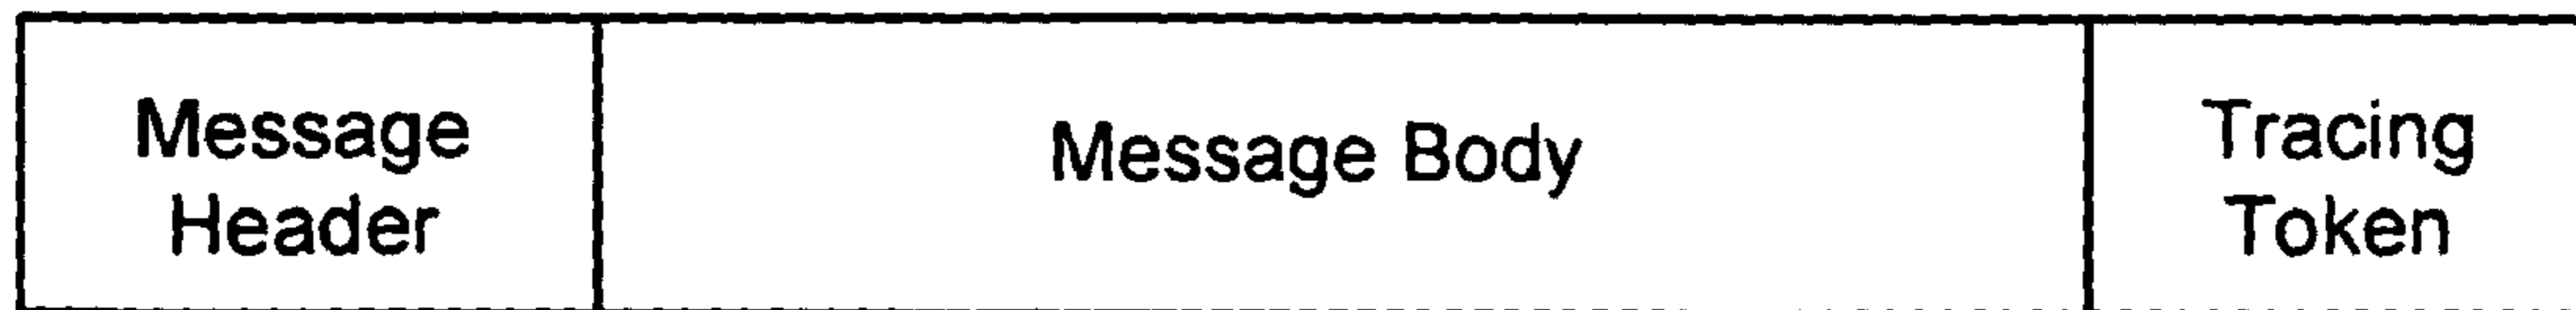 Message
Header
Message Body
Tracing
Token